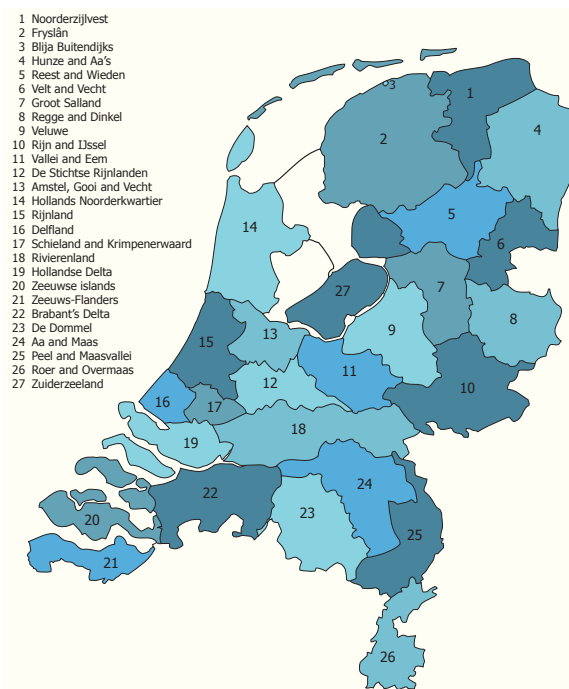 1 Noorderzijlvest
2 Fryslân
3 Blija Buitendijks
4 Hunze and Aa's
5 Reest and Wieden
6 Velt and Vecht
7 Groot Salland
8 Regge and Dinkel
9 Veluwe
10 Rijn and IJssel
11 Vallei and Eem
12 De Stichtse Rijnlanden
13 Amstel, Gooi and Vecht
14 Hollands Noorderkwartier
15 Rijnland
16 Delfland
17 Schieland and Krimpenerwaard
18 Rivierenland
19 Hollandse Delta
20 Zeeuwse islands
21 Zeeuws-Flanders
22 Brabant's Delta
23 De Dommel
24 Aa and Maas
25 Peel and Maasvallei
26 Roer and Overmaas
27 Zuiderzeeland
3
1
4
2
5
14
6
27
7
8
13
9
15
11
10
12
16
17
18
19
24
22
23
20
25
21
26